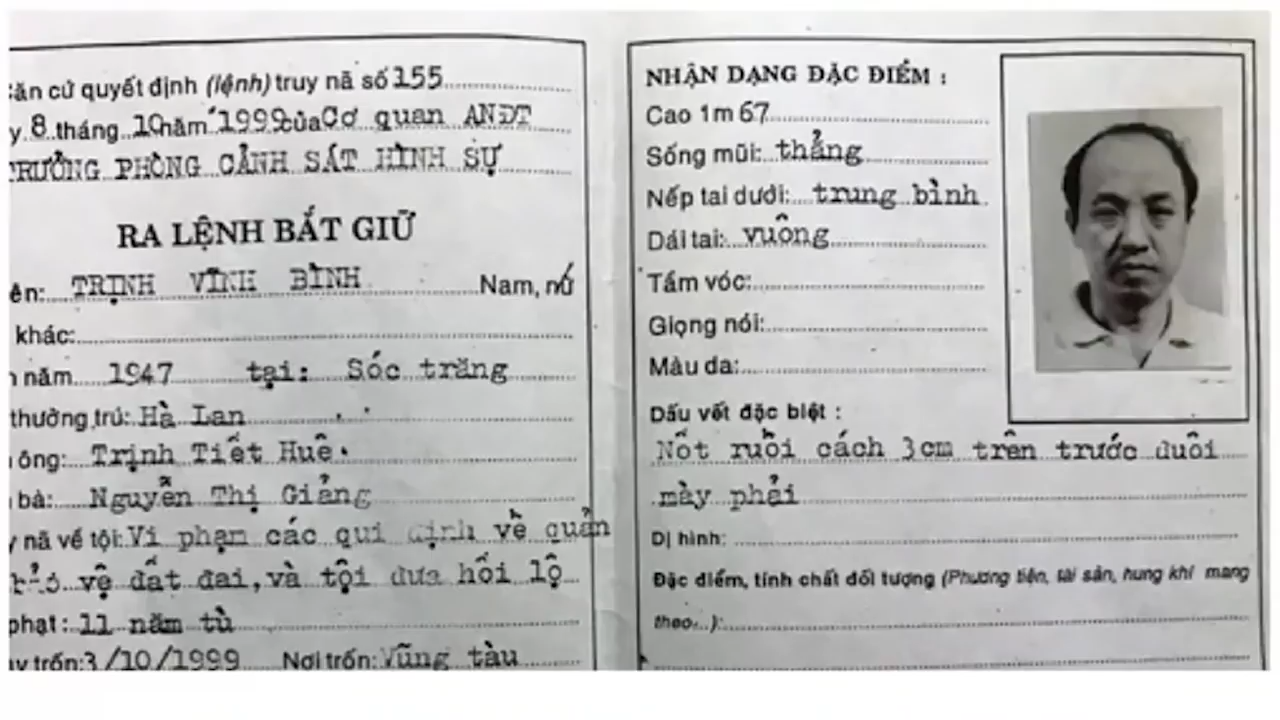 căn cứ quyết định (lệnh) truy nã số 155
y 8 tháng 10 năm 1999 của Cơ quan ANĐT
TRƯỞNG PHÒNG CẢNH SÁT HÌNH SỰ
RA LỆNH BẮT GIỮ
ên: TRỊNH VĨNH BÌNH Nam, nữ
khác:
n năm 1947 tại: Sóc trăng
thường trú: Hà Lan
ông: Trịnh Tiết Huê.
bà: Nguyễn Thị Giảng
y nã về tội: Vi phạm các qui định về quản
bảo vệ đất đai, và tội đưa hối lộ
phạt: 11 năm tù
y trốn: 3/10/1999 Nơi trốn: Vũng tàu
NHẬN DẠNG ĐẶC ĐIỂM :
Cao 1m 67
Sống mũi: thẳng
Nếp tai dưới: trung bình
Dái tai: vuông
Tầm vóc:
Giọng nói:
Màu da:
Dấu vết đặc biệt :
Nốt ruồi cách 3cm trên trước đuôi
mày phải
Dị hình:
Đặc điểm, tính chất đối tượng (Phương tiện, tài sản, hung khí mang
theo...):